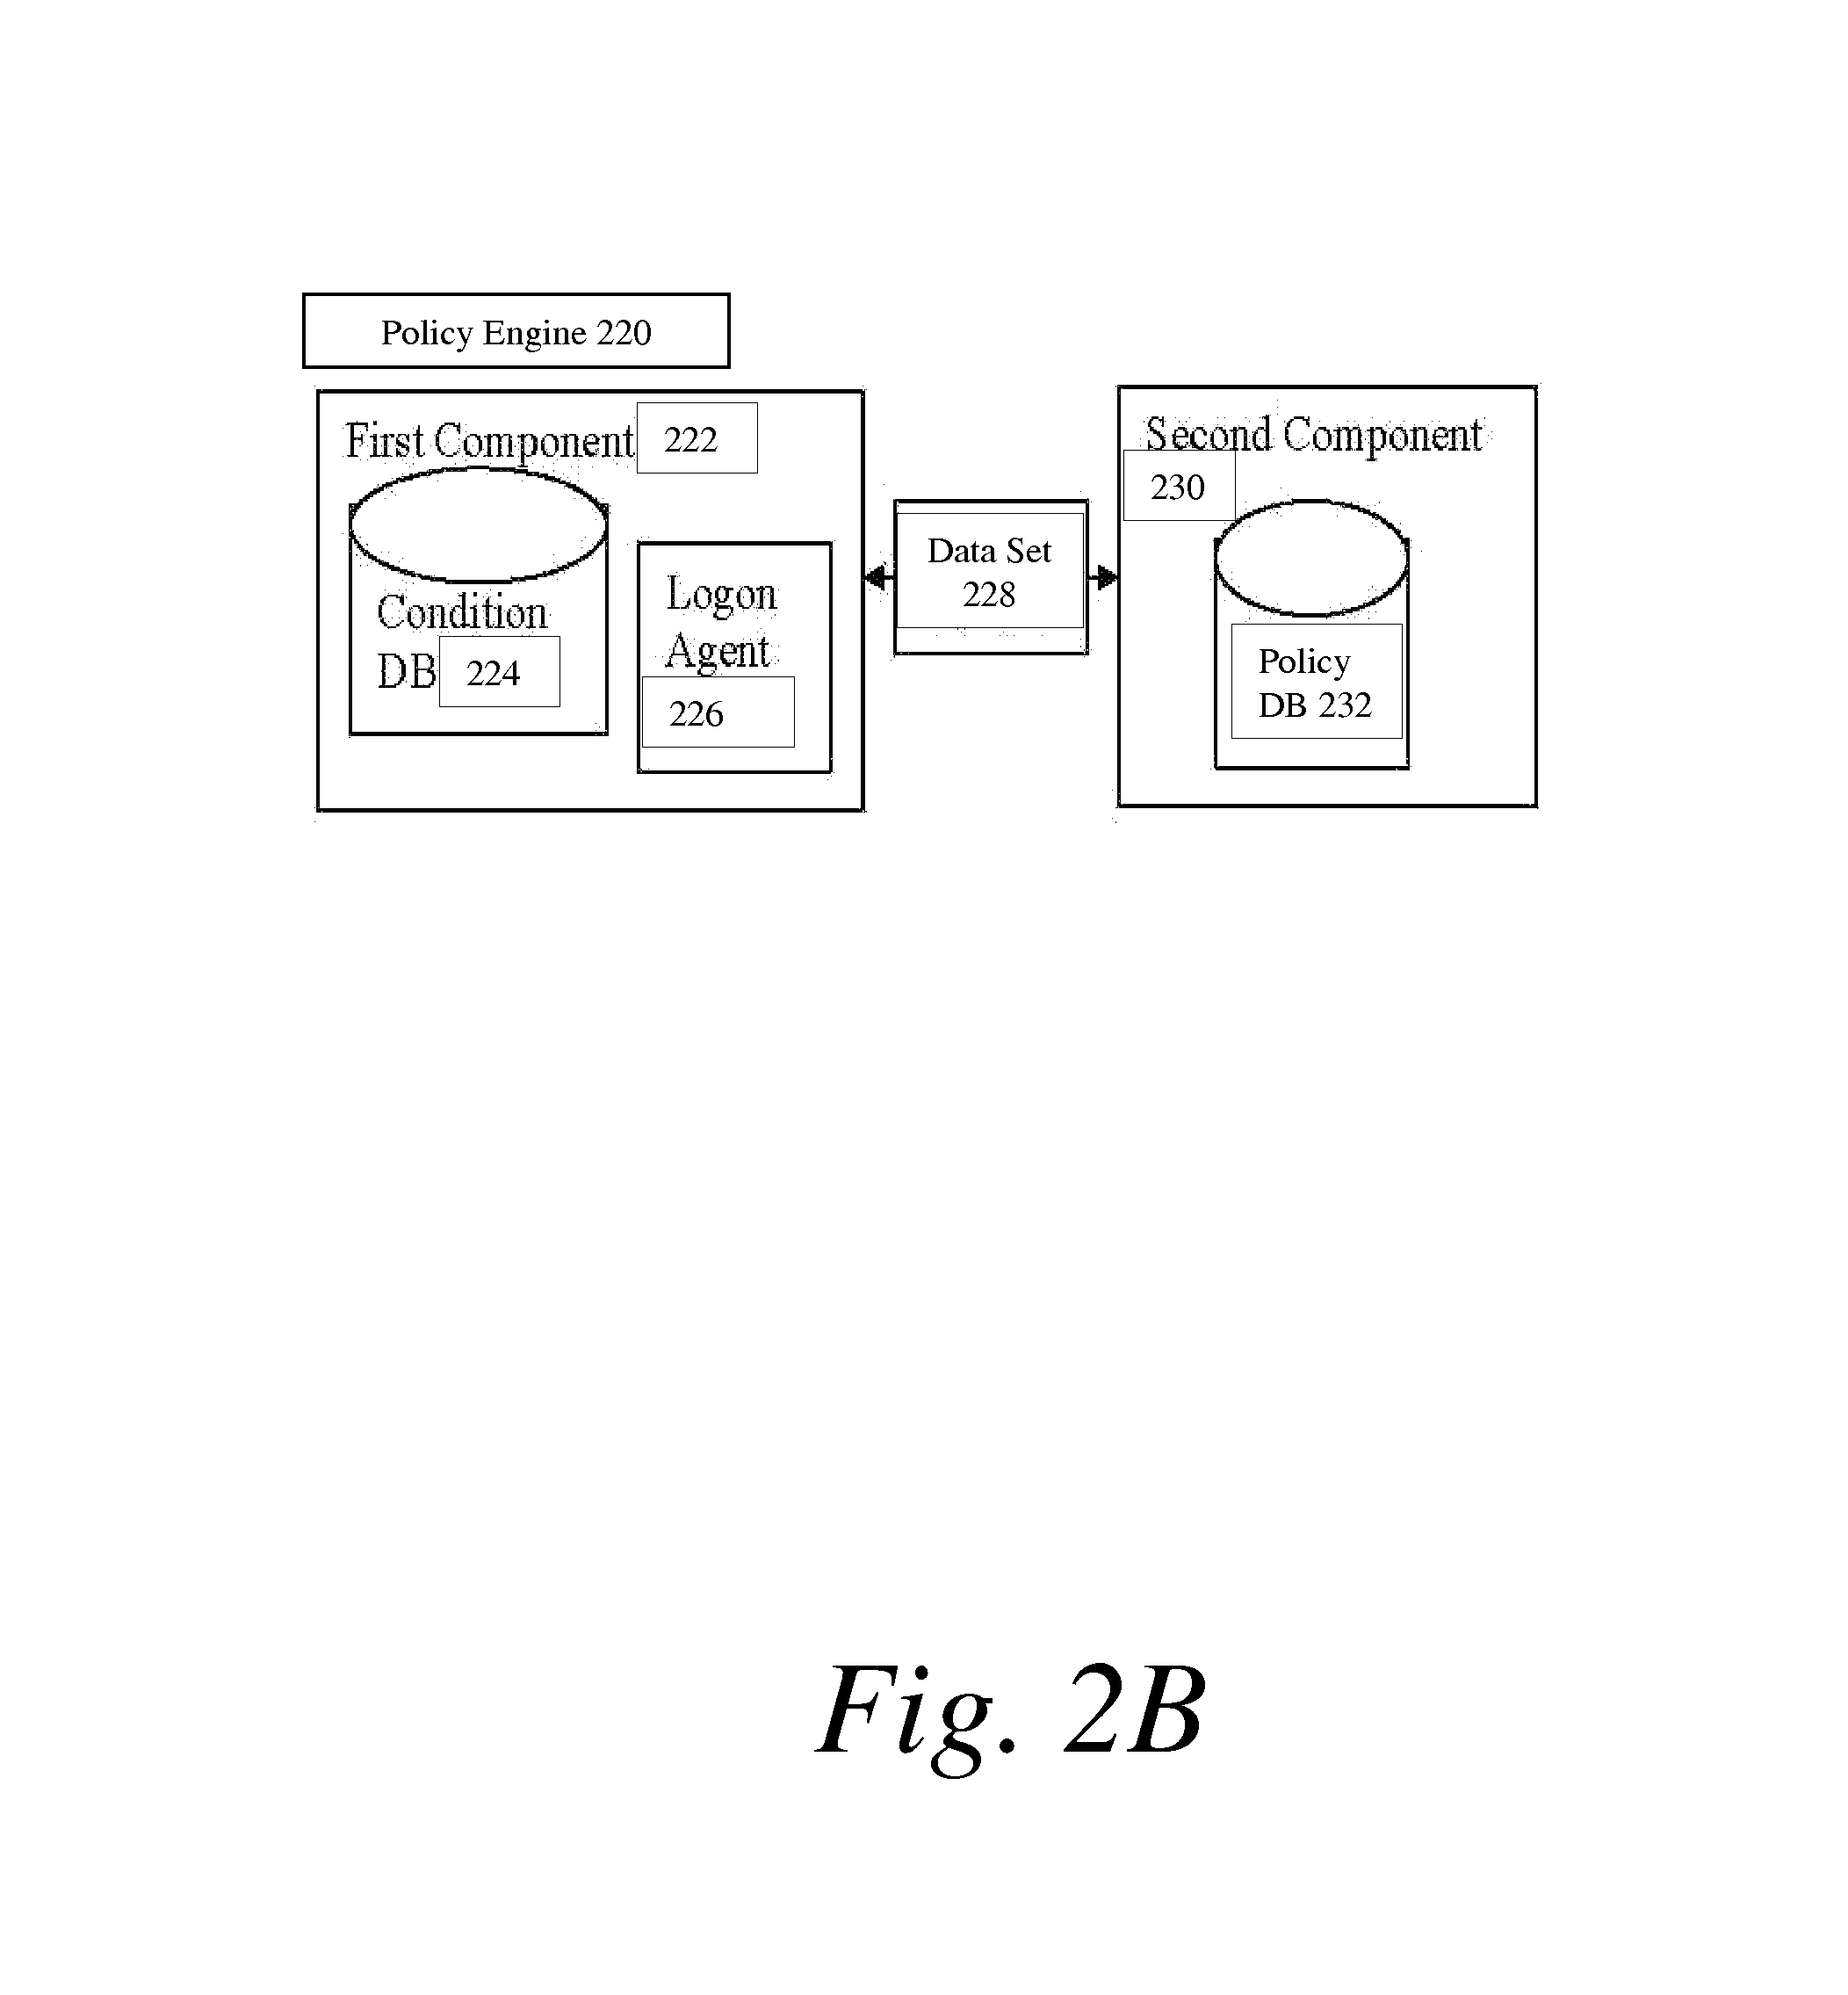 Policy Engine 220
First Component 222
Condition
DB 224
Logon
Agent
226
Data Set
228
Second Component
230
Policy
DB 232
Fig. 2B